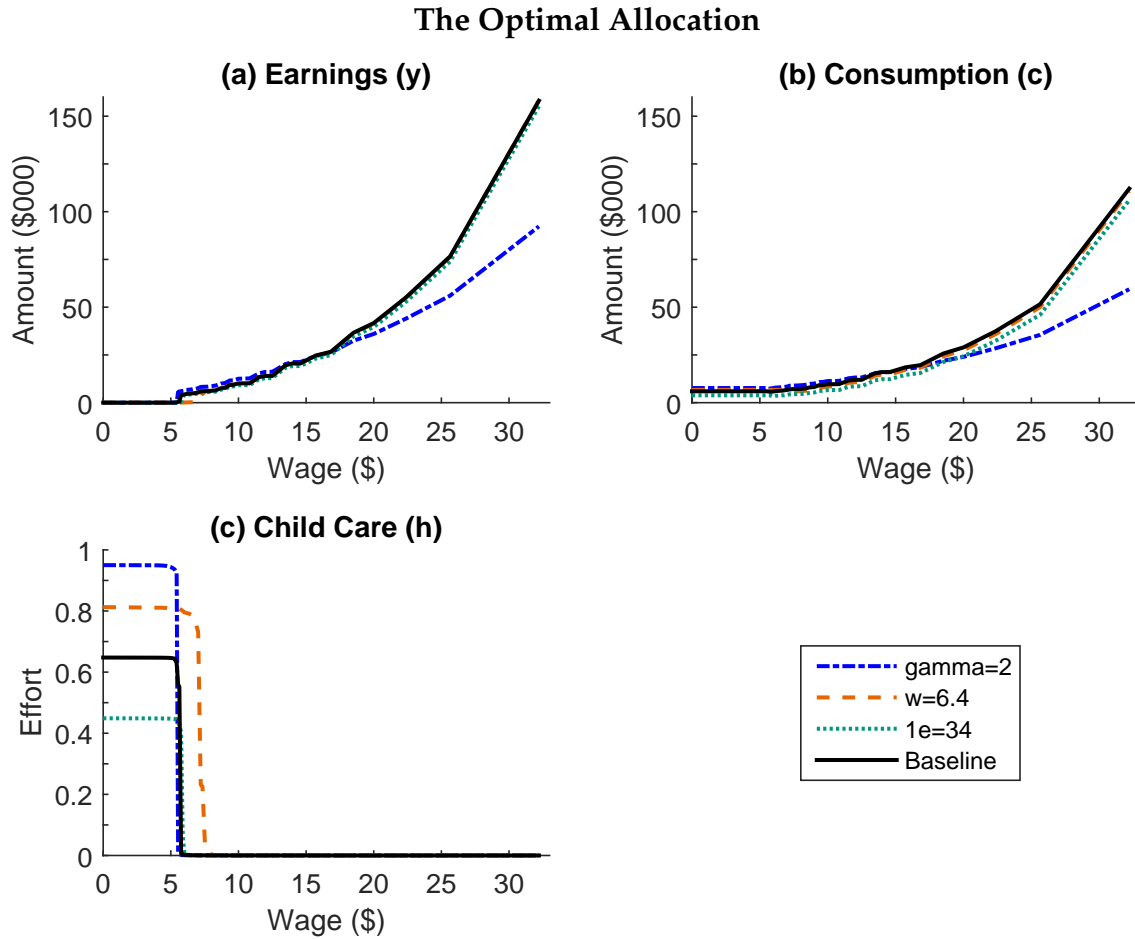 The Optimal Allocation
(a) Earnings (y)
150
100
50
0
Amount ($000)
0 5 10 15 20 25 30
Wage ($)
(b) Consumption (c)
150
100
50
0
Amount ($000)
0 5 10 15 20 25 30
Wage ($)
(c) Child Care (h)
1
0.8
0.6
0.4
0.2
0
Effort
0 5 10 15 20 25 30
Wage ($)
gamma=2
w=6.4
1e=34
Baseline